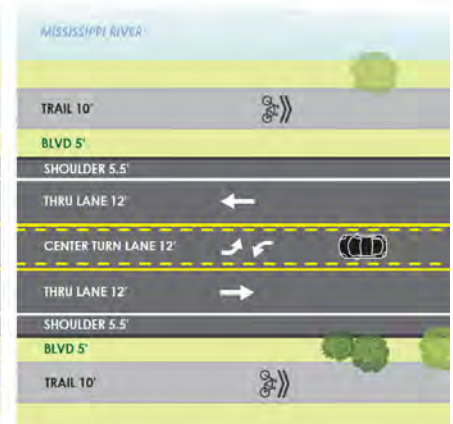 MISSISSIPPI RIVER
TRAIL 10'
BLVD 5'
SHOULDER 5.5'
THRU LANE 12'
CENTER TURN LANE 12'
THRU LANE 12'
SHOULDER 5.5'
BLVD 5'
TRAIL 10'